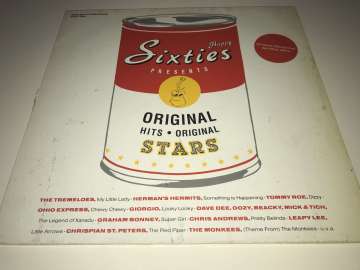 Happy
Sixties
PRESENTS
ORIGINAL
HITS • ORIGINAL
STARS
THE TREMELOES, My Little Lady • HERMAN'S HERMITS, Something Is Happening • TOMMY ROE, Dizzy •
OHIO EXPRESS, Chewy Chewy • GIORGIO, Looky Looky • DAVE DEE, DOZY, BEACKY, MICK & TICH,
The Legend of Xanadu • GRAHAM BONNEY, Super Girl • CHRIS ANDREWS, Pretty Belinda • LEAPY LEE,
Little Arrows • CHRISPIAN ST. PETERS, The Pied Piper • THE MONKEES, (Theme From) The Monkees • u.v.a.